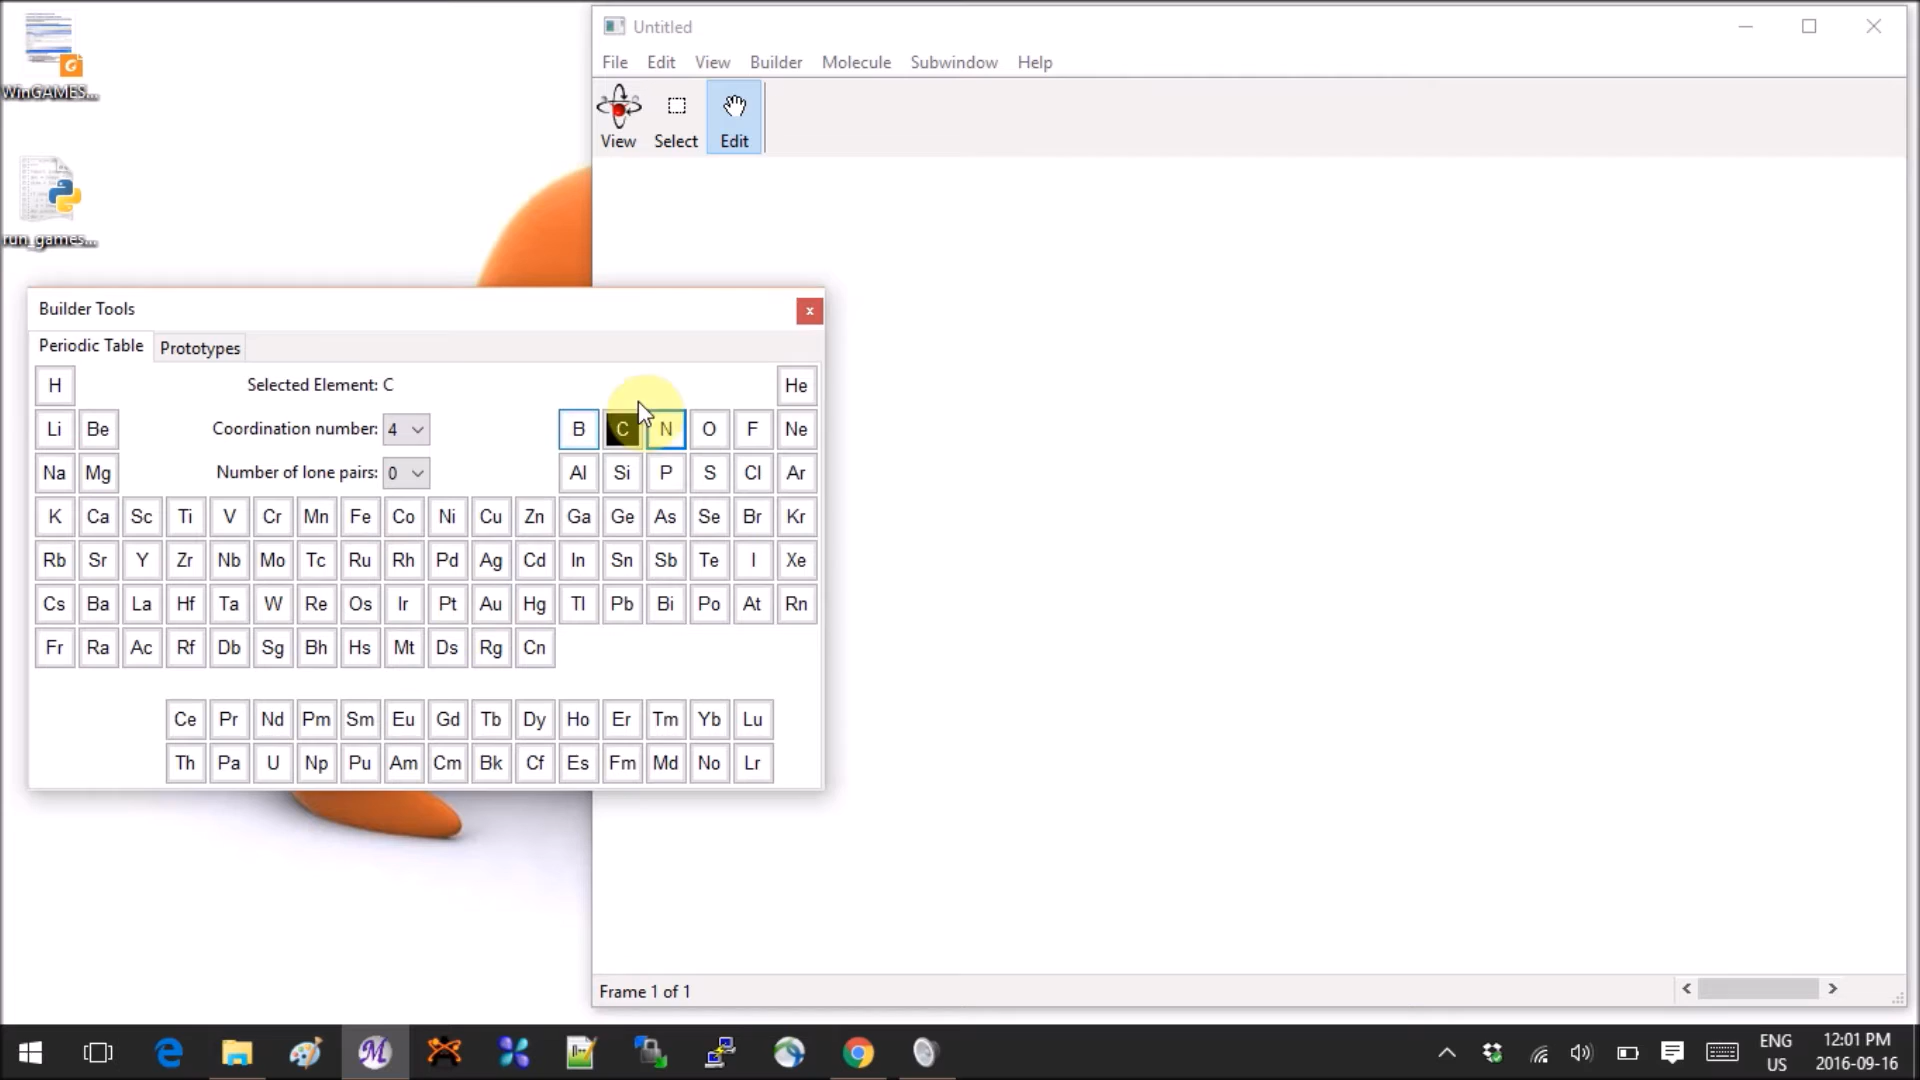 WinGAMES...
run_games...
Untitled
File Edit View Builder Molecule Subwindow Help
View Select Edit
Builder Tools
x
Periodic Table Prototypes
H Selected Element: C He
Li Be Coordination number: 4 B C N O F Ne
Na Mg Number of lone pairs: 0 Al Si P S Cl Ar
K Ca Sc Ti V Cr Mn Fe Co Ni Cu Zn Ga Ge As Se Br Kr
Rb Sr Y Zr Nb Mo Tc Ru Rh Pd Ag Cd In Sn Sb Te I Xe
Cs Ba La Hf Ta W Re Os Ir Pt Au Hg Tl Pb Bi Po At Rn
Fr Ra Ac Rf Db Sg Bh Hs Mt Ds Rg Cn
Ce Pr Nd Pm Sm Eu Gd Tb Dy Ho Er Tm Yb Lu
Th Pa U Np Pu Am Cm Bk Cf Es Fm Md No Lr
Frame 1 of 1
ENG
US
12:01 PM
2016-09-16